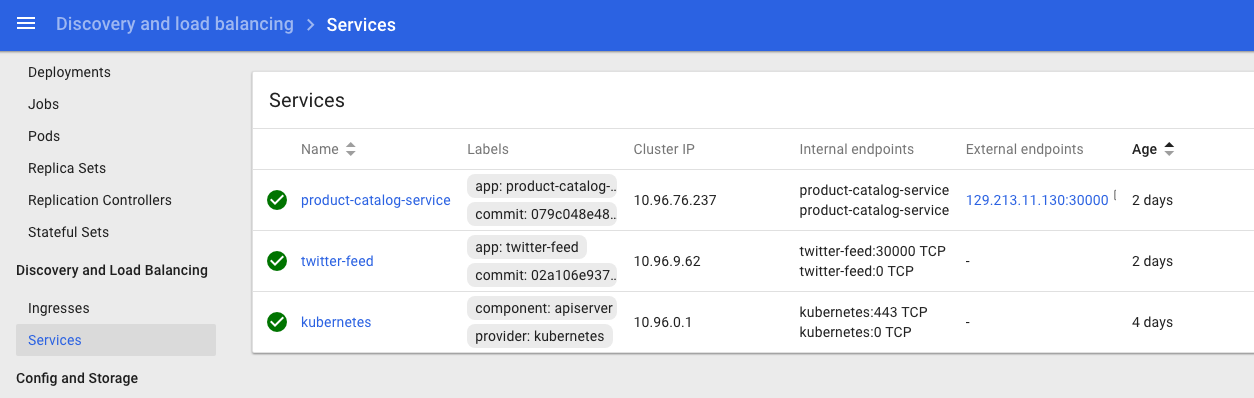 Discovery and load balancing > Services
Deployments
Jobs
Pods
Replica Sets
Replication Controllers
Stateful Sets
Discovery and Load Balancing
Ingresses
Services
Config and Storage
Services
Name Labels Cluster IP Internal endpoints External endpoints Age
product-catalog-service
app: product-catalog-..
commit: 079c048e48..
10.96.76.237
product-catalog-service
product-catalog-service
129.213.11.130:30000
2 days
twitter-feed
app: twitter-feed
commit: 02a106e937..
10.96.9.62
twitter-feed:30000 TCP
twitter-feed:0 TCP
-
2 days
kubernetes
component: apiserver
provider: kubernetes
10.96.0.1
kubernetes:443 TCP
kubernetes:0 TCP
-
4 days